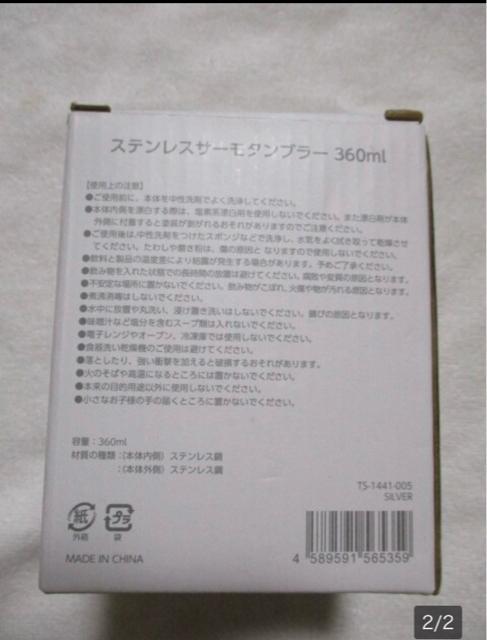 ステンレスサーモタンブラー 360ml
【使用上の注意】
●ご使用前に、本体を中性洗剤でよく洗浄してください。
●本体内側を漂白する際は、塩素系漂白剤を使用しないでください。また漂白剤が本体
外側に付着すると塗装が剥がれるおそれがありますのでご注意ください。
●ご使用後は、中性洗剤をつけたスポンジなどで洗浄し、水気をよく拭き取って乾燥させ
てください。たわしや磨き粉は、傷の原因と なりますので使用しないでください。
●飲料と製品の温度差により結露が発生する場合があります。予めご了承ください。
●飲み物を入れた状態での長時間の放置は避けてください。腐敗や変質の原因となります。
●不安定な場所に置かないでください。飲み物がこぼれ、火傷や物が汚れる原因となります。
●煮沸消毒はしないでください。
●水中に放置や丸洗い、浸け置き洗いはしないでください。錆びの原因となります。
●味噌汁など塩分を含むスープ類は入れないでください。
●電子レンジやオーブン、冷凍庫では使用しないでください。
●食器洗い乾燥機のご使用は避けてください。
●落としたり、強い衝撃を加えると破損するおそれがあります。
●火のそばや高温になるところには置かないでください。
●本来の目的用途以外に使用しないでください。
●小さなお子様の手の届くところに置かないでください。
容量：360ml
材質の種類：（本体内側）ステンレス鋼
：（本体外側）ステンレス鋼
TS-1441-005
SILVER
紙 プラ
外箱 袋
MADE IN CHINA
4 589591 565359
2/2